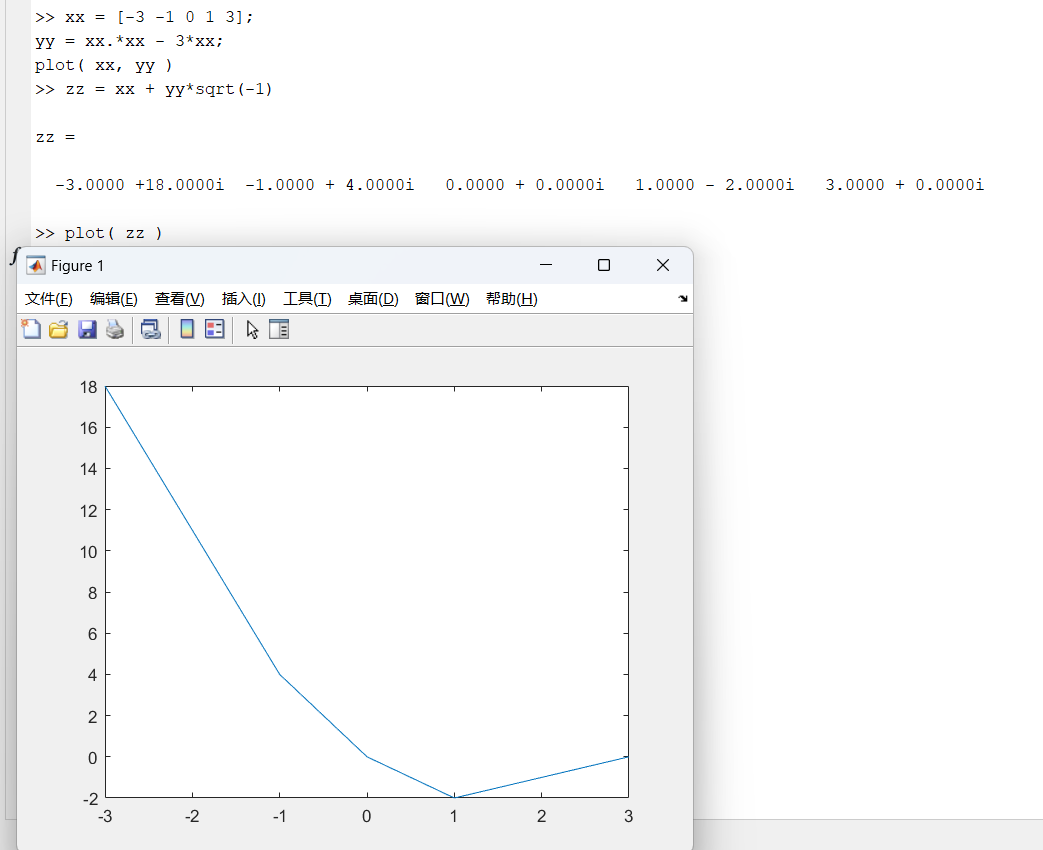 >> xx = [-3 -1 0 1 3];
yy = xx.*xx - 3*xx;
plot( xx, yy )
>> zz = xx + yy*sqrt(-1)
zz =
-3.0000 +18.0000i  -1.0000 + 4.0000i   0.0000 + 0.0000i   1.0000 - 2.0000i   3.0000 + 0.0000i
>> plot( zz )
Figure 1
文件(F) 编辑(E) 查看(V) 插入(I) 工具(T) 桌面(D) 窗口(W) 帮助(H)
18
16
14
12
10
8
6
4
2
0
-2
-3 -2 -1 0 1 2 3